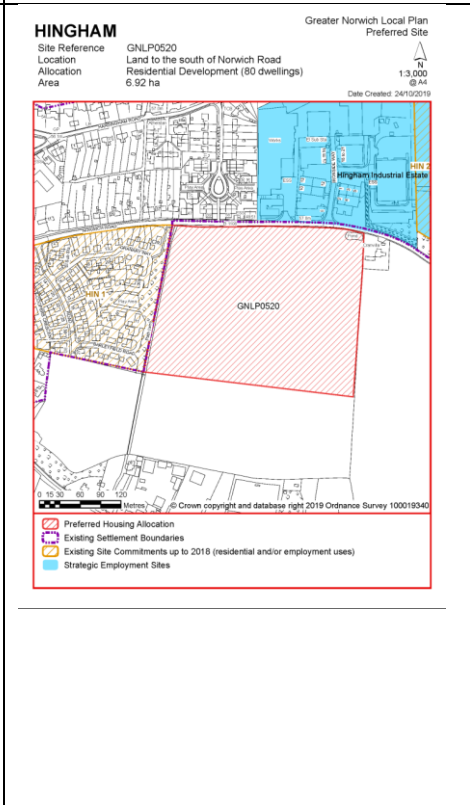 Greater Norwich Local Plan
Preferred Site
HINGHAM
Site Reference GNLP0520
Location Land to the south of Norwich Road
Allocation Residential Development (80 dwellings)
Area 6.92 ha
N
1:3,000
@ A4
Date Created: 24/10/2019
HIN 2
Hingham Industrial Estate
HIN 1
GNLP0520
0 15 30 60 90 120
Metres
© Crown copyright and database right 2019 Ordnance Survey 100019340
Preferred Housing Allocation
Existing Settlement Boundaries
Existing Site Commitments up to 2018 (residential and/or employment uses)
Strategic Employment Sites